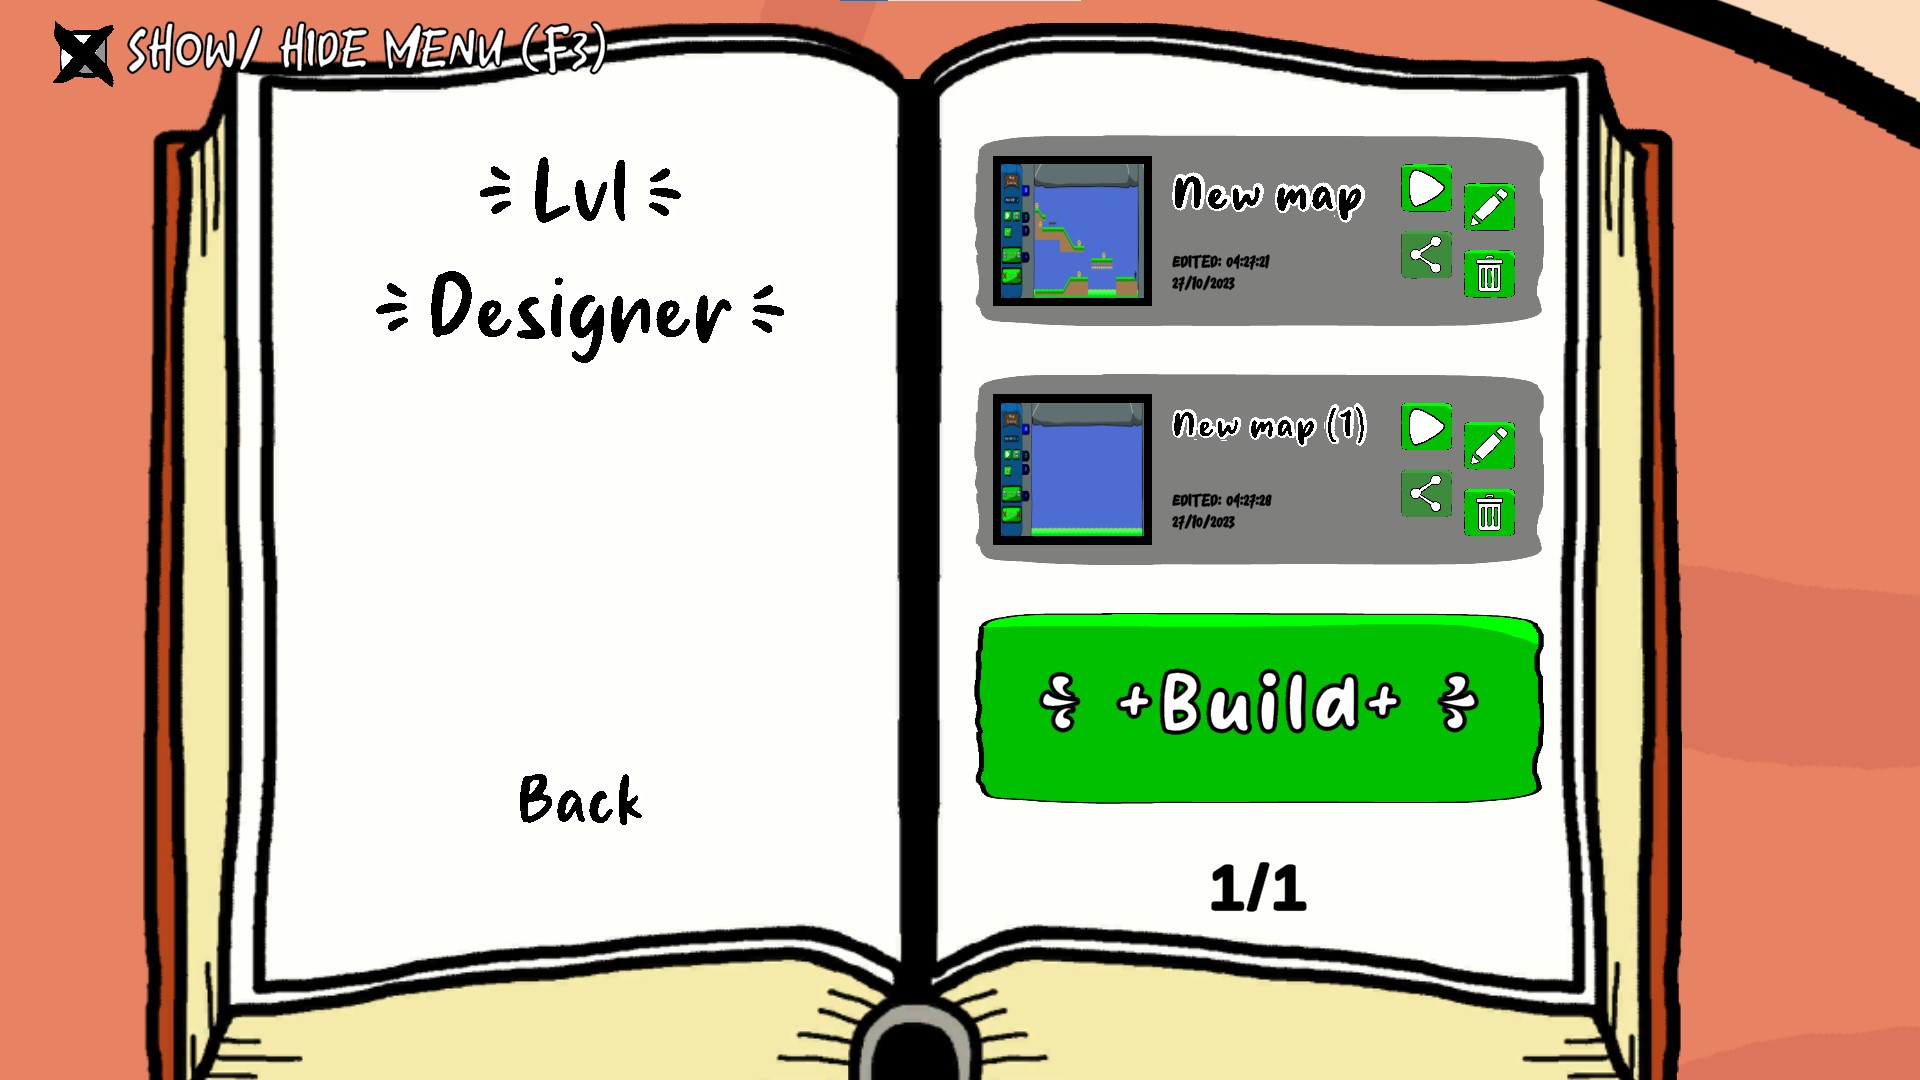 SHOW/ HIDE MENU (F3)
Lvl
Designer
Back
New map
EDITED: 04:27:21
27/10/2023
New map (1)
EDITED: 04:27:28
27/10/2023
+Build+
1/1